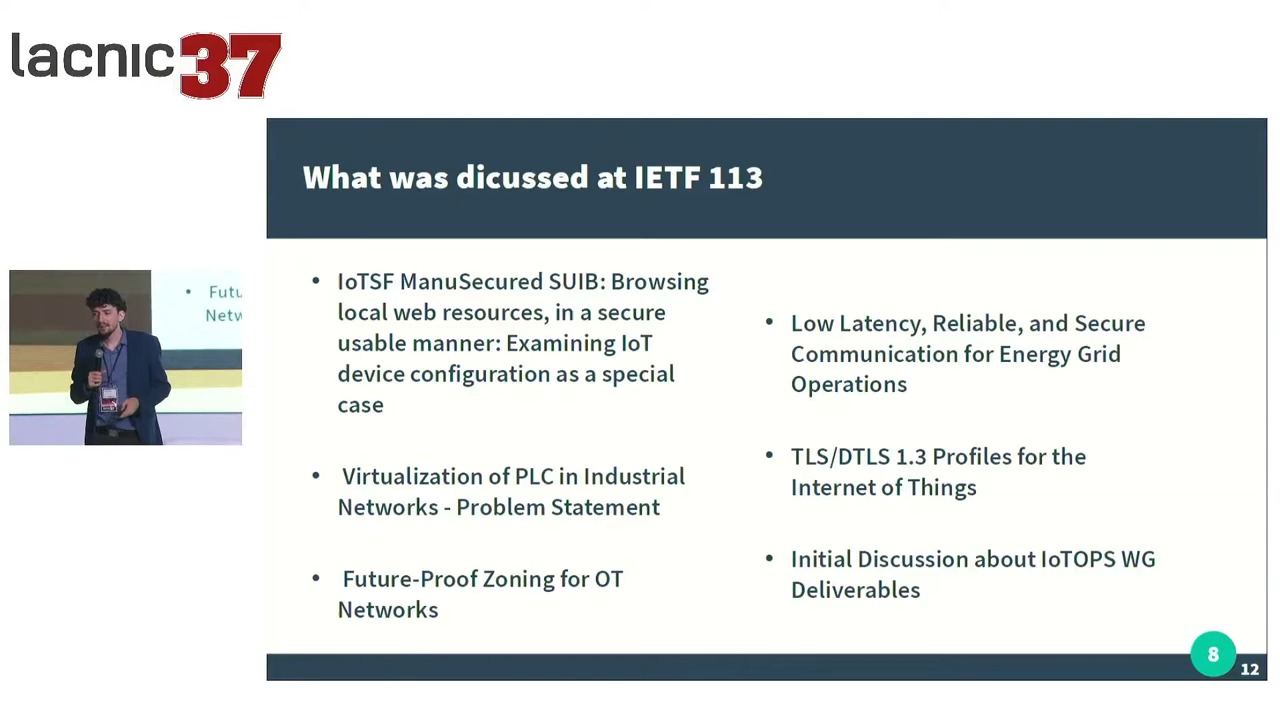 lacnic37
What was dicussed at IETF 113
• IoTSF ManuSecured SUIB: Browsing
local web resources, in a secure
usable manner: Examining IoT
device configuration as a special
case
• Virtualization of PLC in Industrial
Networks - Problem Statement
• Future-Proof Zoning for OT
Networks
• Low Latency, Reliable, and Secure
Communication for Energy Grid
Operations
• TLS/DTLS 1.3 Profiles for the
Internet of Things
• Initial Discussion about IoTOPS WG
Deliverables
8
12
• Futu
Netw